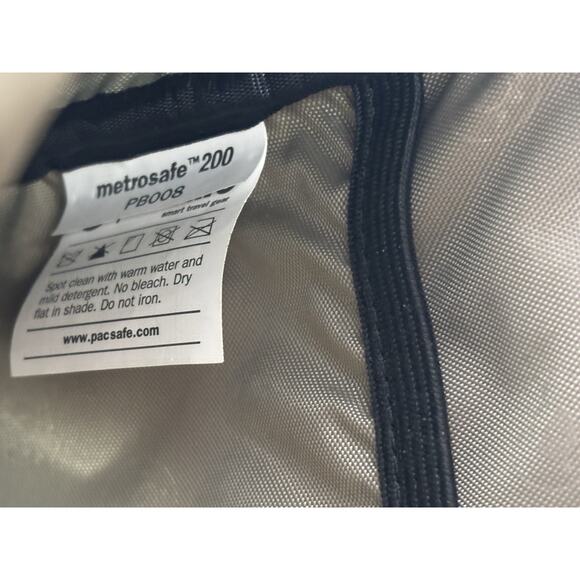 metrosafe™200
PB008
smart travel gear
Spot clean with warm water and
mild detergent. No bleach. Dry
flat in shade. Do not iron.
www.pacsafe.com